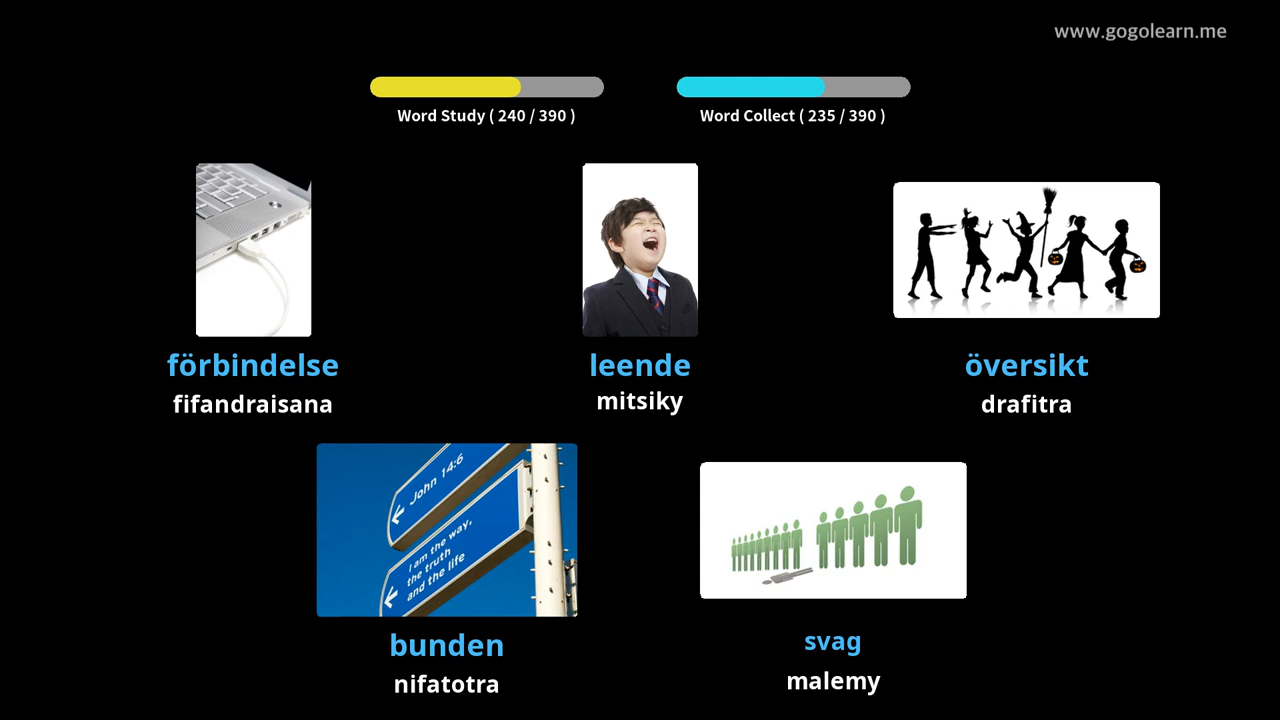 www.gogolearn.me
Word Study ( 240 / 390 )
Word Collect ( 235 / 390 )
förbindelse
fifandraisana
leende
mitsiky
översikt
drafitra
John 14:6
I am the way,
the truth
and the life
bunden
nifatotra
svag
malemy